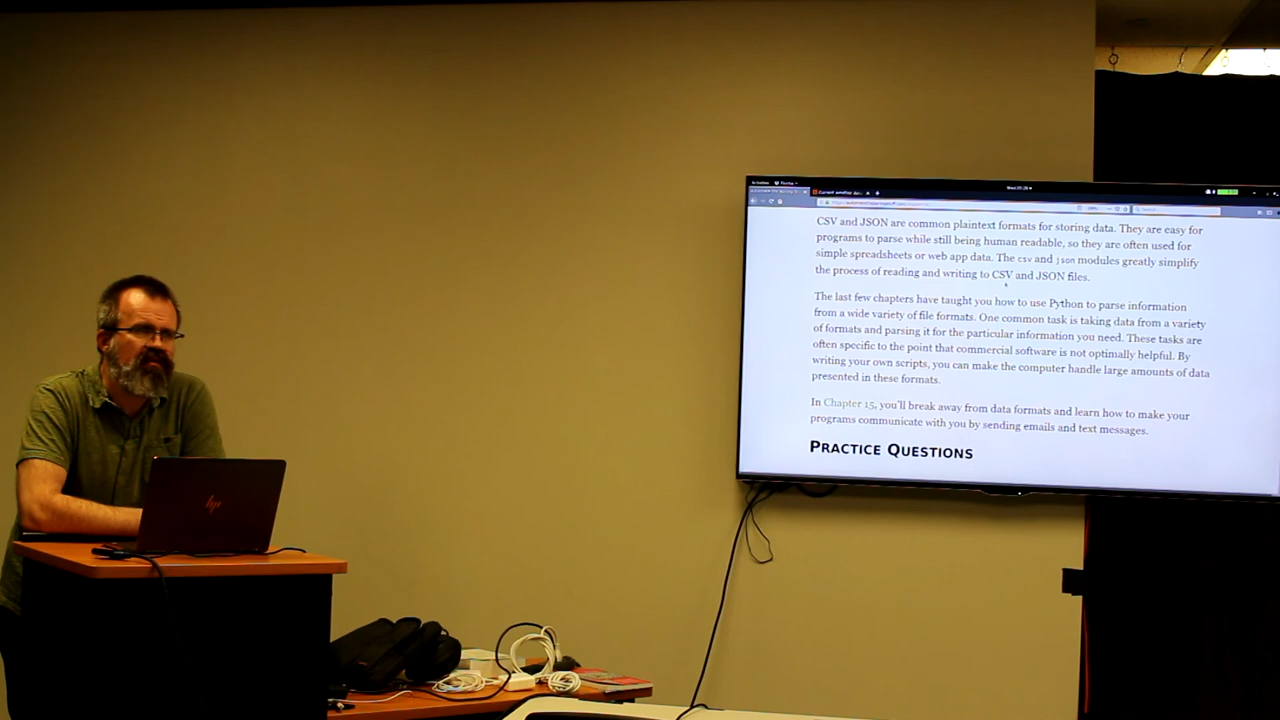 CSV and JSON are common plaintext formats for storing data. They are easy for
programs to parse while still being human readable, so they are often used for
simple spreadsheets or web app data. The csv and json modules greatly simplify
the process of reading and writing to CSV and JSON files.
The last few chapters have taught you how to use Python to parse information
from a wide variety of file formats. One common task is taking data from a variety
of formats and parsing it for the particular information you need. These tasks are
often specific to the point that commercial software is not optimally helpful. By
writing your own scripts, you can make the computer handle large amounts of data
presented in these formats.
In Chapter 15, you'll break away from data formats and learn how to make your
programs communicate with you by sending emails and text messages.
PRACTICE QUESTIONS
hp